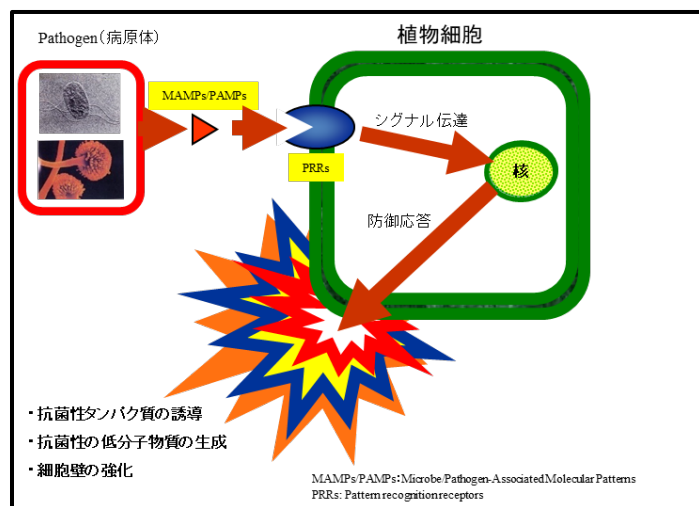 Pathogen(病原体)
植物細胞
MAMPs/PAMPs
シグナル伝達
PRRs
核
防御応答
・抗菌性タンパク質の誘導
・抗菌性の低分子物質の生成
・細胞壁の強化
MAMPs/PAMPs:Microbe/Pathogen-Associated Molecular Patterns
PRRs: Pattern recognition receptors